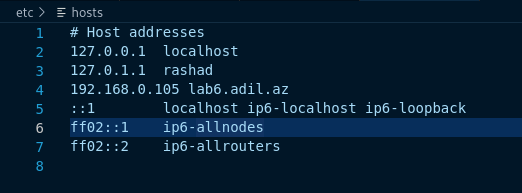 etc > hosts
1 # Host addresses
2 127.0.0.1 localhost
3 127.0.1.1 rashad
4 192.168.0.105 lab6.adil.az
5 ::1 localhost ip6-localhost ip6-loopback
6 ff02::1 ip6-allnodes
7 ff02::2 ip6-allrouters
8